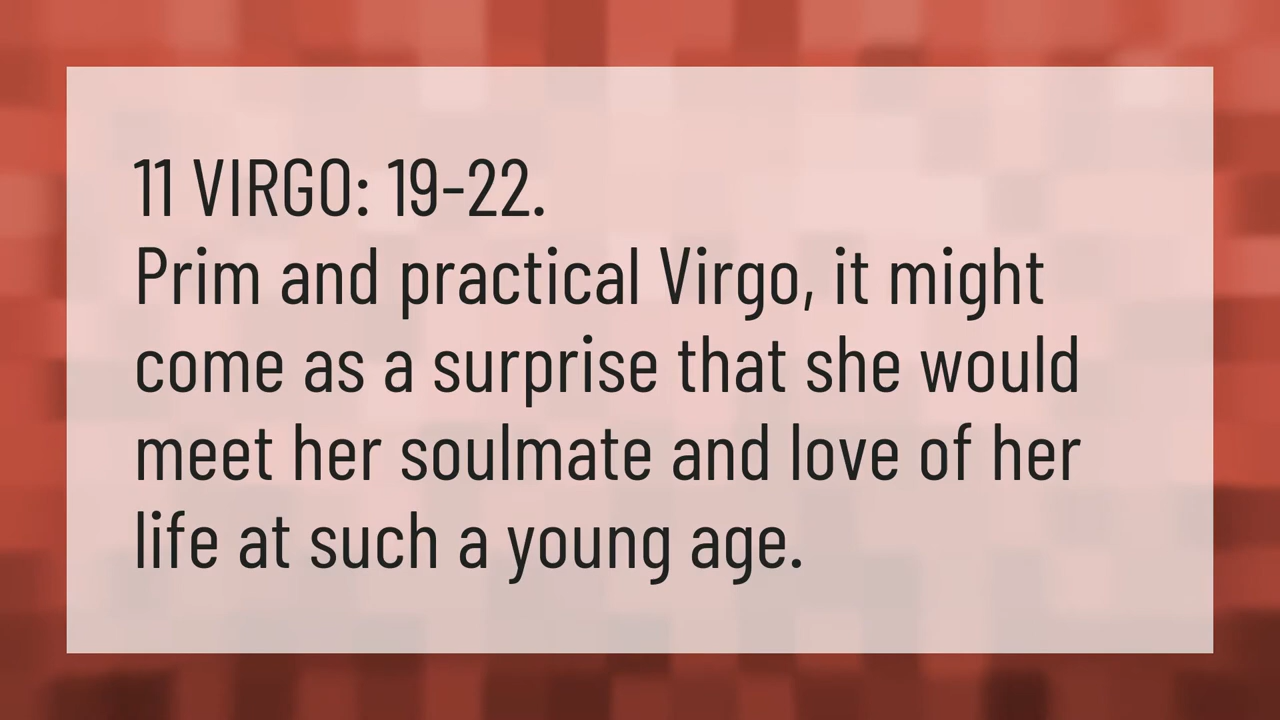 11 VIRGO: 19-22.
Prim and practical Virgo, it might
come as a surprise that she would
meet her soulmate and love of her
life at such a young age.